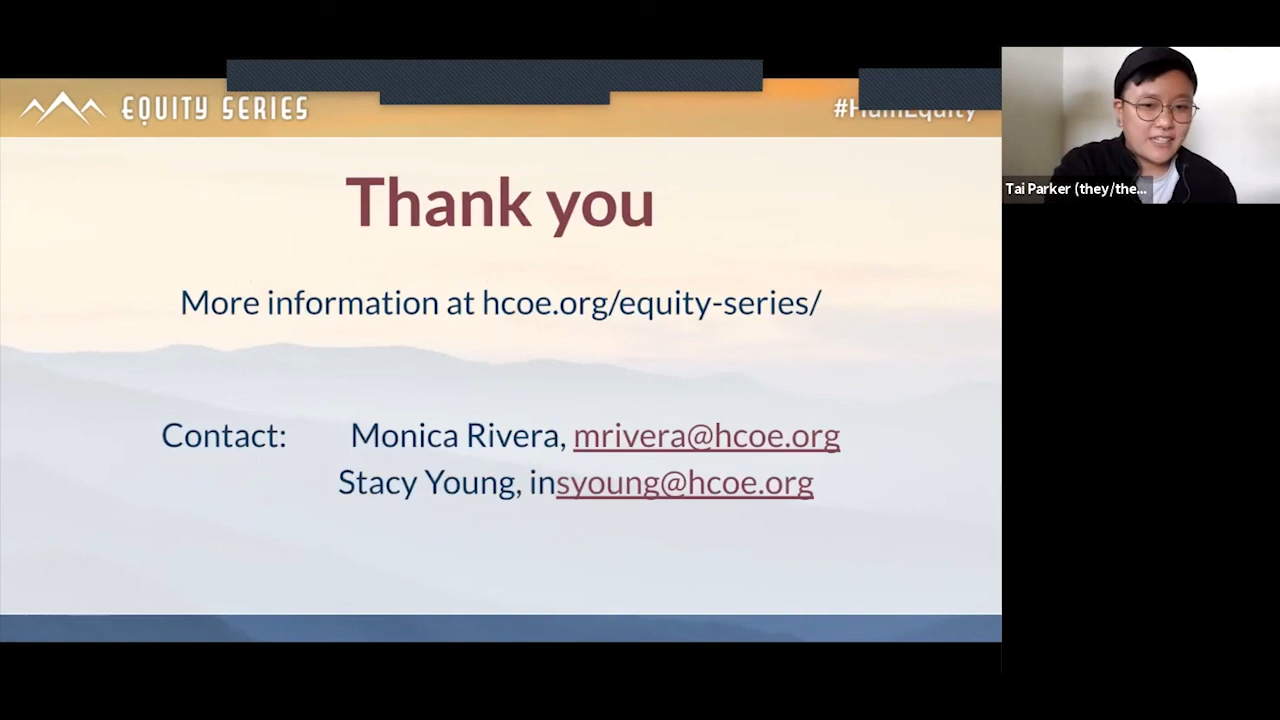 EQUITY SERIES
#HumEquity
Thank you
More information at hcoe.org/equity-series/
Contact: Monica Rivera, mrivera@hcoe.org
Stacy Young, insyoung@hcoe.org
Tai Parker (they/the...